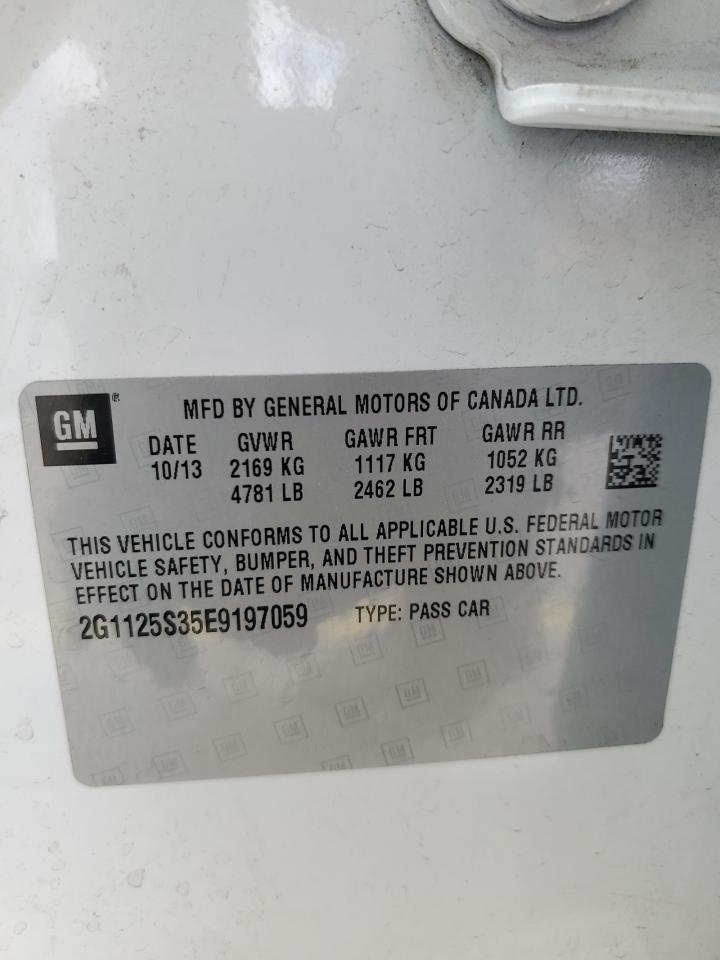 GM ®
MFD BY GENERAL MOTORS OF CANADA LTD.
DATE GVWR GAWR FRT GAWR RR
10/13 2169 KG 1117 KG 1052 KG
4781 LB 2462 LB 2319 LB
THIS VEHICLE CONFORMS TO ALL APPLICABLE U.S. FEDERAL MOTOR
VEHICLE SAFETY, BUMPER, AND THEFT PREVENTION STANDARDS IN
EFFECT ON THE DATE OF MANUFACTURE SHOWN ABOVE.
2G1125S35E9197059 TYPE: PASS CAR